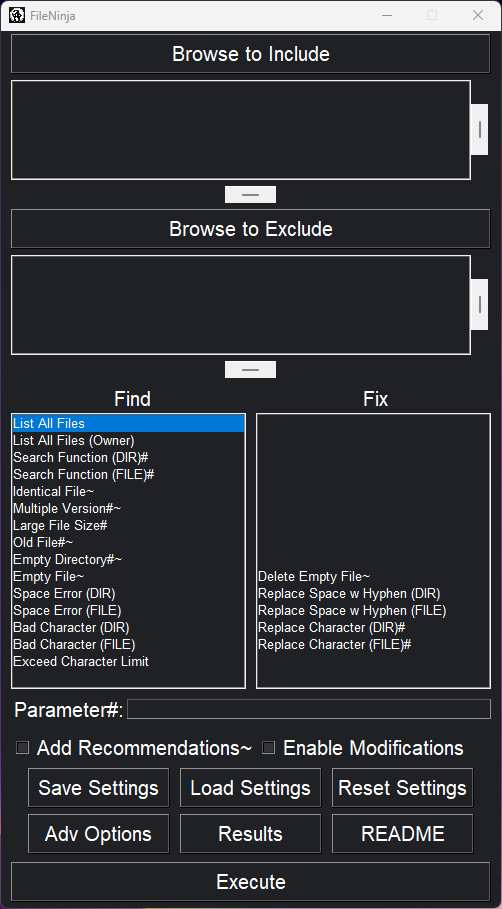 FileNinja
Browse to Include
Browse to Exclude
Find
Fix
List All Files
List All Files (Owner)
Search Function (DIR)#
Search Function (FILE)#
Identical File~
Multiple Version#~
Large File Size#
Old File#~
Empty Directory#~
Empty File~
Space Error (DIR)
Space Error (FILE)
Bad Character (DIR)
Bad Character (FILE)
Exceed Character Limit
Delete Empty File~
Replace Space w Hyphen (DIR)
Replace Space w Hyphen (FILE)
Replace Character (DIR)#
Replace Character (FILE)#
Parameter#:
Add Recommendations~ Enable Modifications
Save Settings Load Settings Reset Settings
Adv Options Results README
Execute